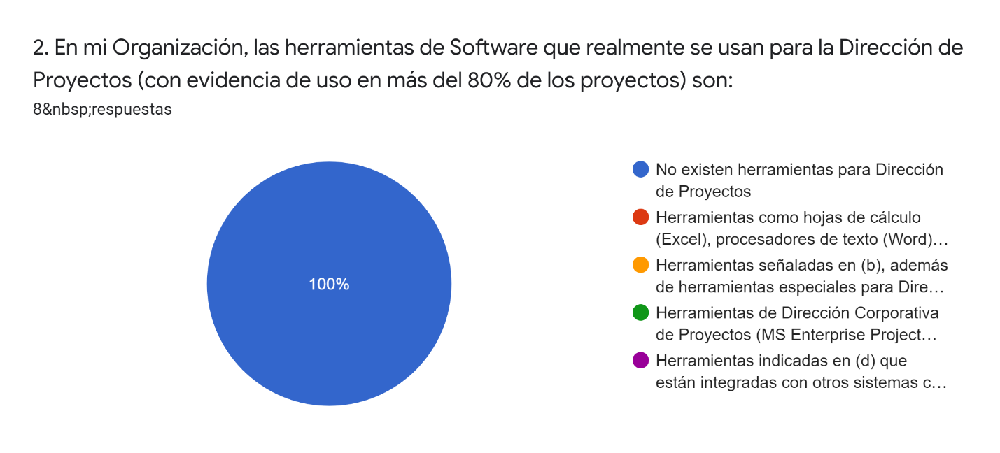 2. En mi Organización, las herramientas de Software que realmente se usan para la Dirección de
Proyectos (con evidencia de uso en más del 80% de los proyectos) son:
8&nbsp;respuestas
100%
No existen herramientas para Dirección
de Proyectos
Herramientas como hojas de cálculo
(Excel), procesadores de texto (Word)…
Herramientas señaladas en (b), además
de herramientas especiales para Dire…
Herramientas de Dirección Corporativa
de Proyectos (MS Enterprise Project…
Herramientas indicadas en (d) que
están integradas con otros sistemas c…